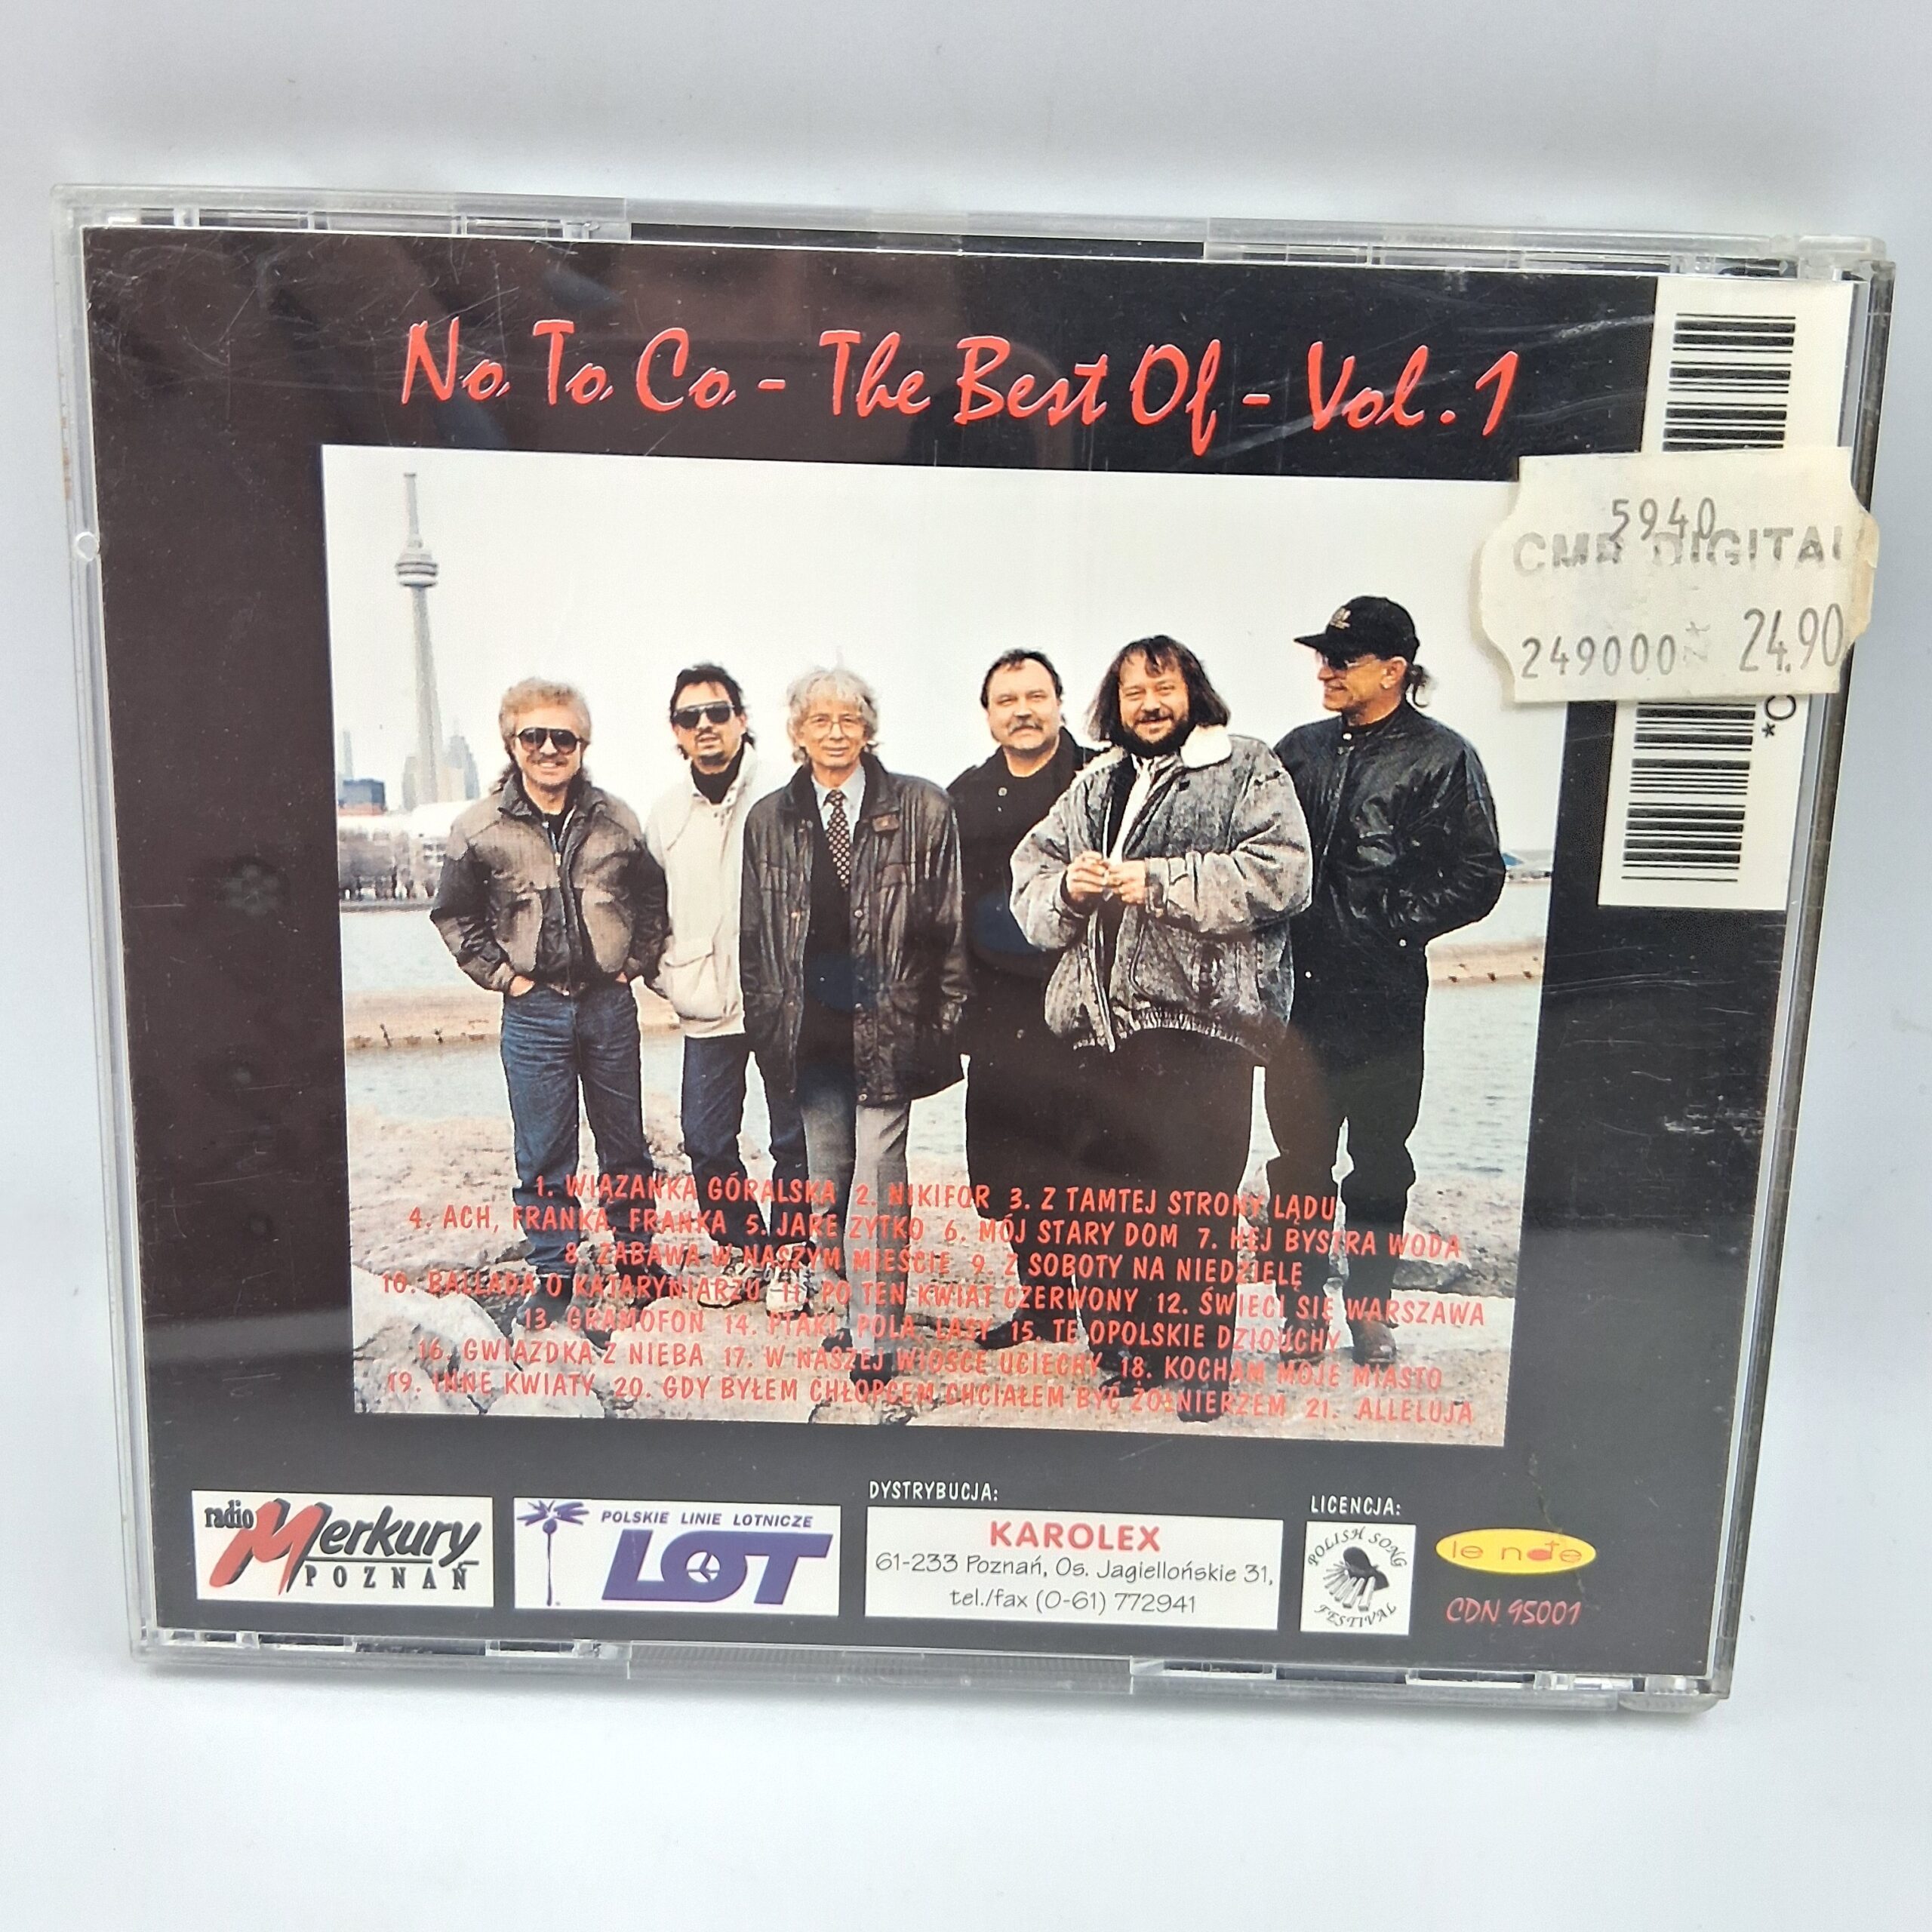 No To Co - The Best Of - Vol. 1
5940
CMR DIGITAL
249000 24.90
1. WIĄZANKA GÓRALSKA 2. NIKIFOR 3. Z TAMTEJ STRONY LĄDU
4. ACH, FRANKA, FRANKA 5. JARE ŻYTKO 6. MÓJ STARY DOM 7. HEJ BYSTRA WODA
8. ZABAWA W NASZYM MIEŚCIE 9. Z SOBOTY NA NIEDZIELĘ
10. BALLADA O KATARYNIARZU 11. PO TEN KWIAT CZERWONY 12. ŚWIECI SIĘ WARSZAWA
13. GRAMOFON 14. PTAKI, POLA, LASY 15. TE OPOLSKIE DZIOUCHY
16. GWIAZDKA Z NIEBA 17. W NASZEJ WIOSCE UCIECHY 18. KOCHAM MOJE MIASTO
19. INNE KWIATY 20. GDY BYŁEM CHŁOPCEM CHCIAŁEM BYĆ ŻOŁNIERZEM 21. ALLELUJA
radio Merkury
POZNAŃ
POLSKIE LINIE LOTNICZE
LOT
DYSTRYBUCJA:
KAROLEX
61-233 Poznań, Os. Jagiellońskie 31,
tel./fax (0-61) 772941
LICENCJA:
POLISH SONG
FESTIVAL
CDN 95001